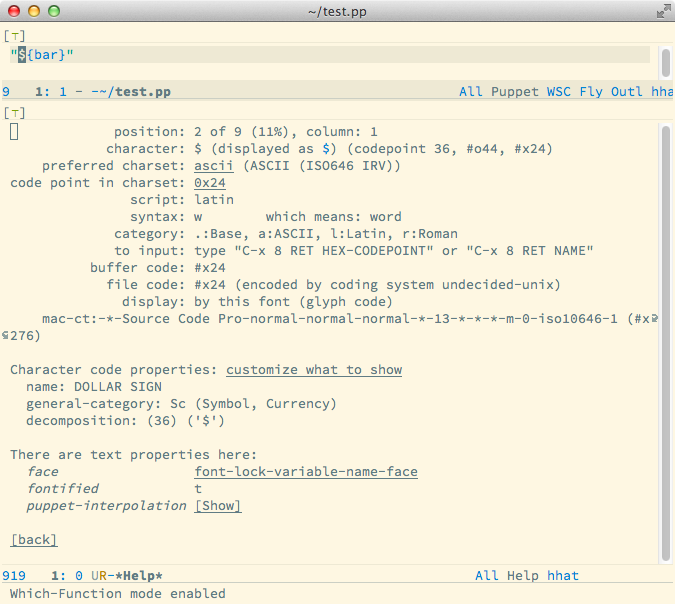 ~/test.pp
[⊤]
"${bar}"
9 1: 1 - -~/test.pp All Puppet WSC Fly Outl hha
[⊤]
position: 2 of 9 (11%), column: 1
character: $ (displayed as $) (codepoint 36, #o44, #x24)
preferred charset: ascii (ASCII (ISO646 IRV))
code point in charset: 0x24
script: latin
syntax: w which means: word
category: .:Base, a:ASCII, l:Latin, r:Roman
to input: type "C-x 8 RET HEX-CODEPOINT" or "C-x 8 RET NAME"
buffer code: #x24
file code: #x24 (encoded by coding system undecided-unix)
display: by this font (glyph code)
mac-ct:-*-Source Code Pro-normal-normal-normal-*-13-*-*-*-m-0-iso10646-1 (#x
276)
Character code properties: customize what to show
name: DOLLAR SIGN
general-category: Sc (Symbol, Currency)
decomposition: (36) ('$')
There are text properties here:
face font-lock-variable-name-face
fontified t
puppet-interpolation [Show]
[back]
919 1: 0 UR-*Help* All Help hhat
Which-Function mode enabled